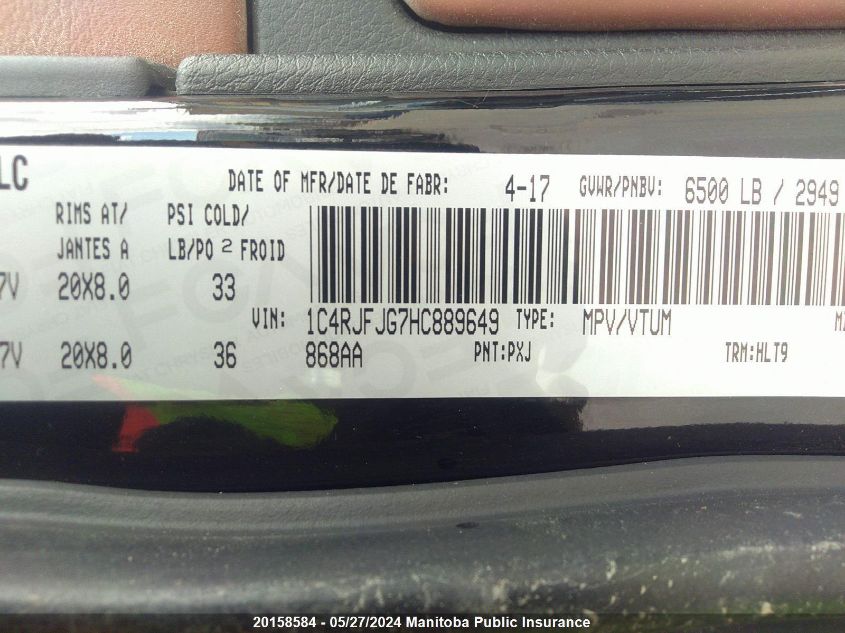 LC
DATE OF MFR/DATE DE FABR: 4-17 GVWR/PNBV: 6500 LB / 2949
RIMS AT/ PSI COLD/
JANTES A LB/PO 2 FROID
7V 20X8.0 33
VIN: 1C4RJFJG7HC889649 TYPE: MPV/VTUM
7V 20X8.0 36 868AA PNT:PXJ TRM:HLT9
20158584 - 05/27/2024 Manitoba Public Insurance